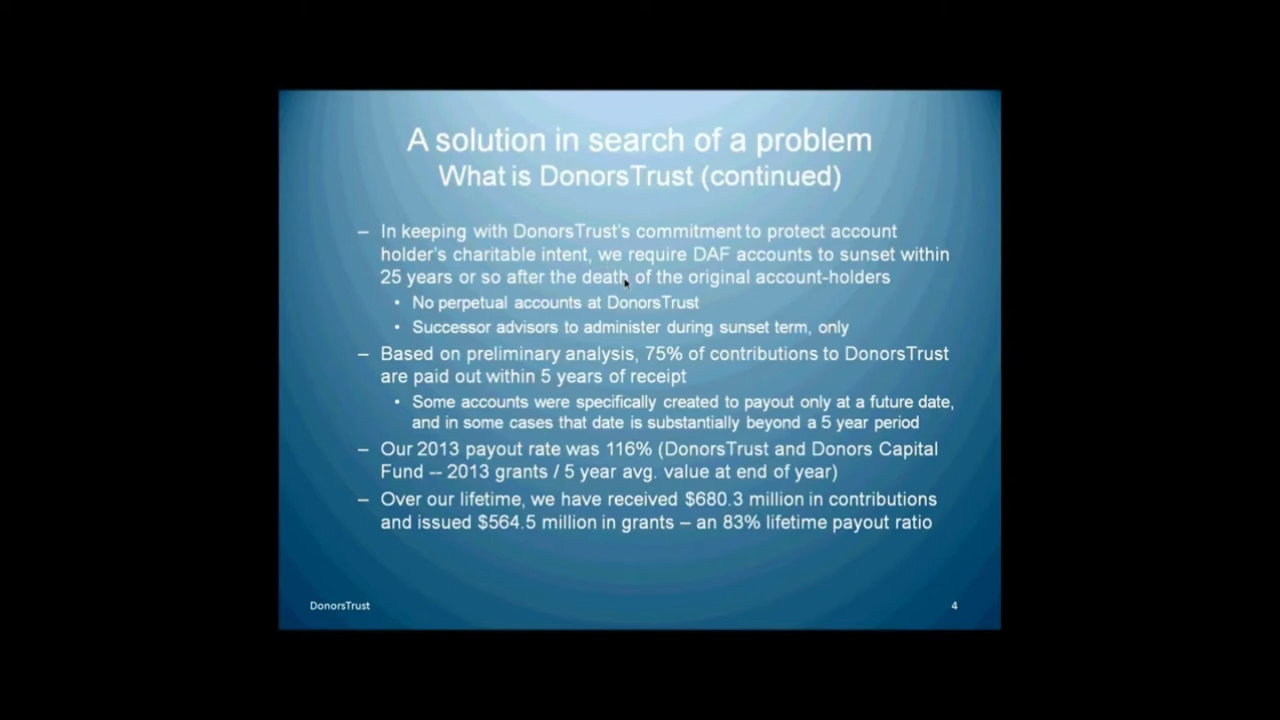 A solution in search of a problem
What is DonorsTrust (continued)
– In keeping with DonorsTrust's commitment to protect account
holder's charitable intent, we require DAF accounts to sunset within
25 years or so after the death of the original account-holders
• No perpetual accounts at DonorsTrust
• Successor advisors to administer during sunset term, only
– Based on preliminary analysis, 75% of contributions to DonorsTrust
are paid out within 5 years of receipt
• Some accounts were specifically created to payout only at a future date,
and in some cases that date is substantially beyond a 5 year period
– Our 2013 payout rate was 116% (DonorsTrust and Donors Capital
Fund -- 2013 grants / 5 year avg. value at end of year)
– Over our lifetime, we have received $680.3 million in contributions
and issued $564.5 million in grants – an 83% lifetime payout ratio
DonorsTrust
4